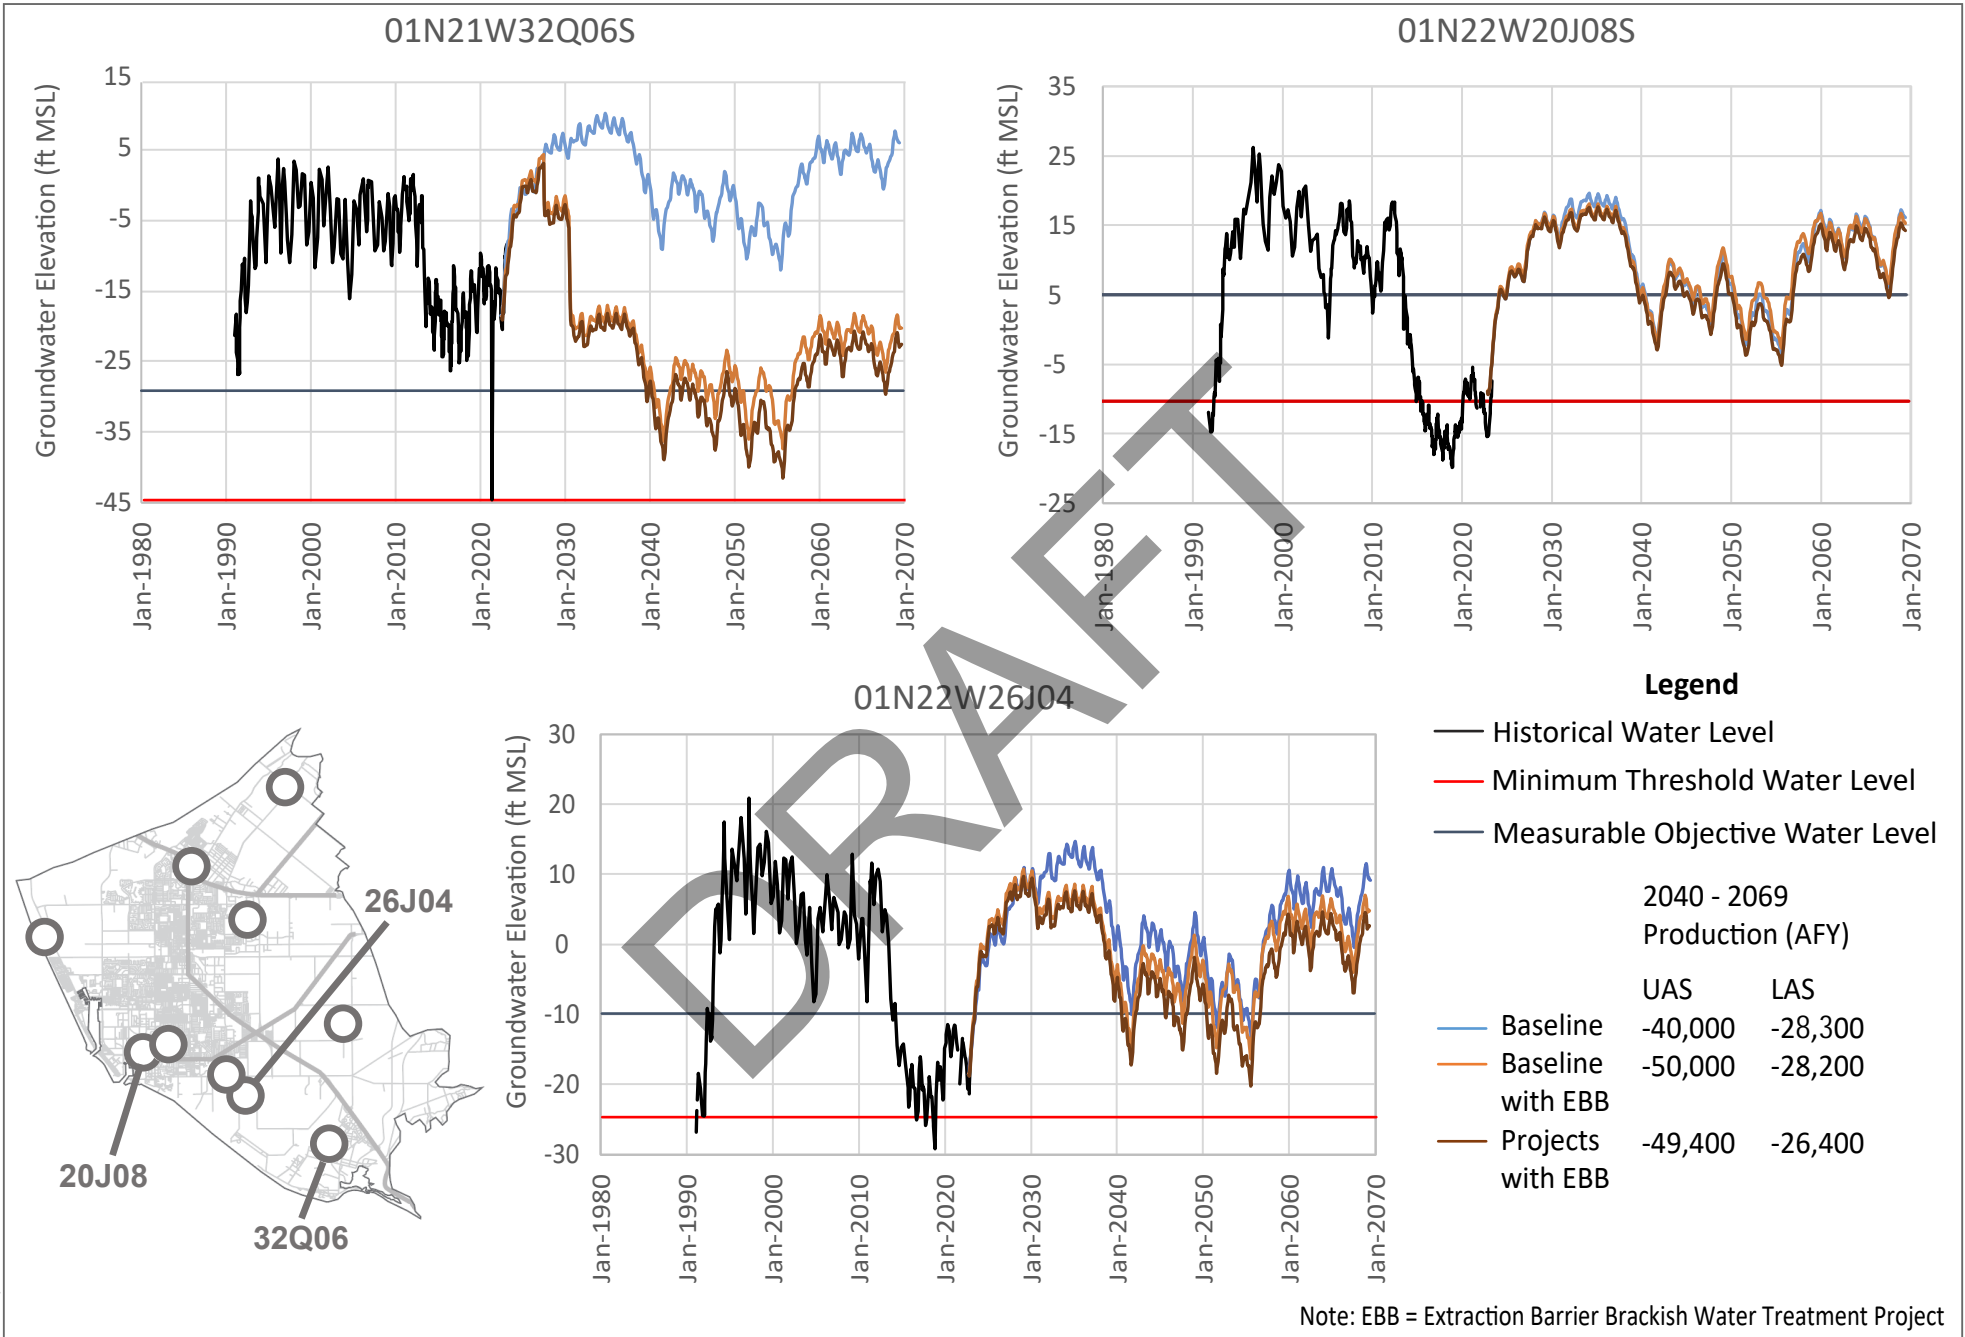 01N21W32Q06S
Groundwater Elevation (ft MSL)
15
5
-5
-15
-25
-35
-45
Jan-1980
Jan-1990
Jan-2000
Jan-2010
Jan-2020
Jan-2030
Jan-2040
Jan-2050
Jan-2060
Jan-2070
01N22W20J08S
Groundwater Elevation (ft MSL)
35
25
15
5
-5
-15
-25
Jan-1980
Jan-1990
Jan-2000
Jan-2010
Jan-2020
Jan-2030
Jan-2040
Jan-2050
Jan-2060
Jan-2070
DRAFT
26J04
20J08
32Q06
01N22W26J04
Groundwater Elevation (ft MSL)
30
20
10
0
-10
-20
-30
Jan-1980
Jan-1990
Jan-2000
Jan-2010
Jan-2020
Jan-2030
Jan-2040
Jan-2050
Jan-2060
Jan-2070
Legend
Historical Water Level
Minimum Threshold Water Level
Measurable Objective Water Level
2040 - 2069
Production (AFY)
UAS LAS
Baseline -40,000 -28,300
Baseline -50,000 -28,200
with EBB
Projects -49,400 -26,400
with EBB
Note: EBB = Extraction Barrier Brackish Water Treatment Project